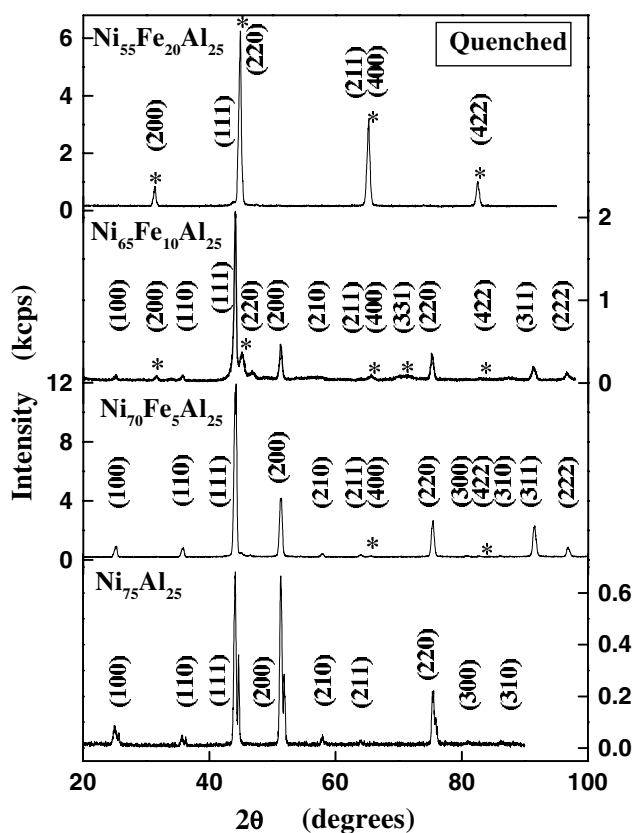 Ni55Fe20Al25
Quenched
(200) * (111) * (220) (211) (400) * (422) *
6
4
2
0
Ni65Fe10Al25
(100) (200) * (110) (111) (220) * (200) (210) (211) (400) * (331) * (220) (422) * (311) (222)
2
1
0
Ni70Fe5Al25
(100) (110) (111) (200) (210) (211) (400) * (220) (300) (422) * (310) (311) (222)
12
8
4
0
Ni75Al25
(100) (110) (111) (200) (210) (211) (220) (300) (310)
0.6
0.4
0.2
0.0
20 40 60 80 100
2θ (degrees)
Intensity (kcps)